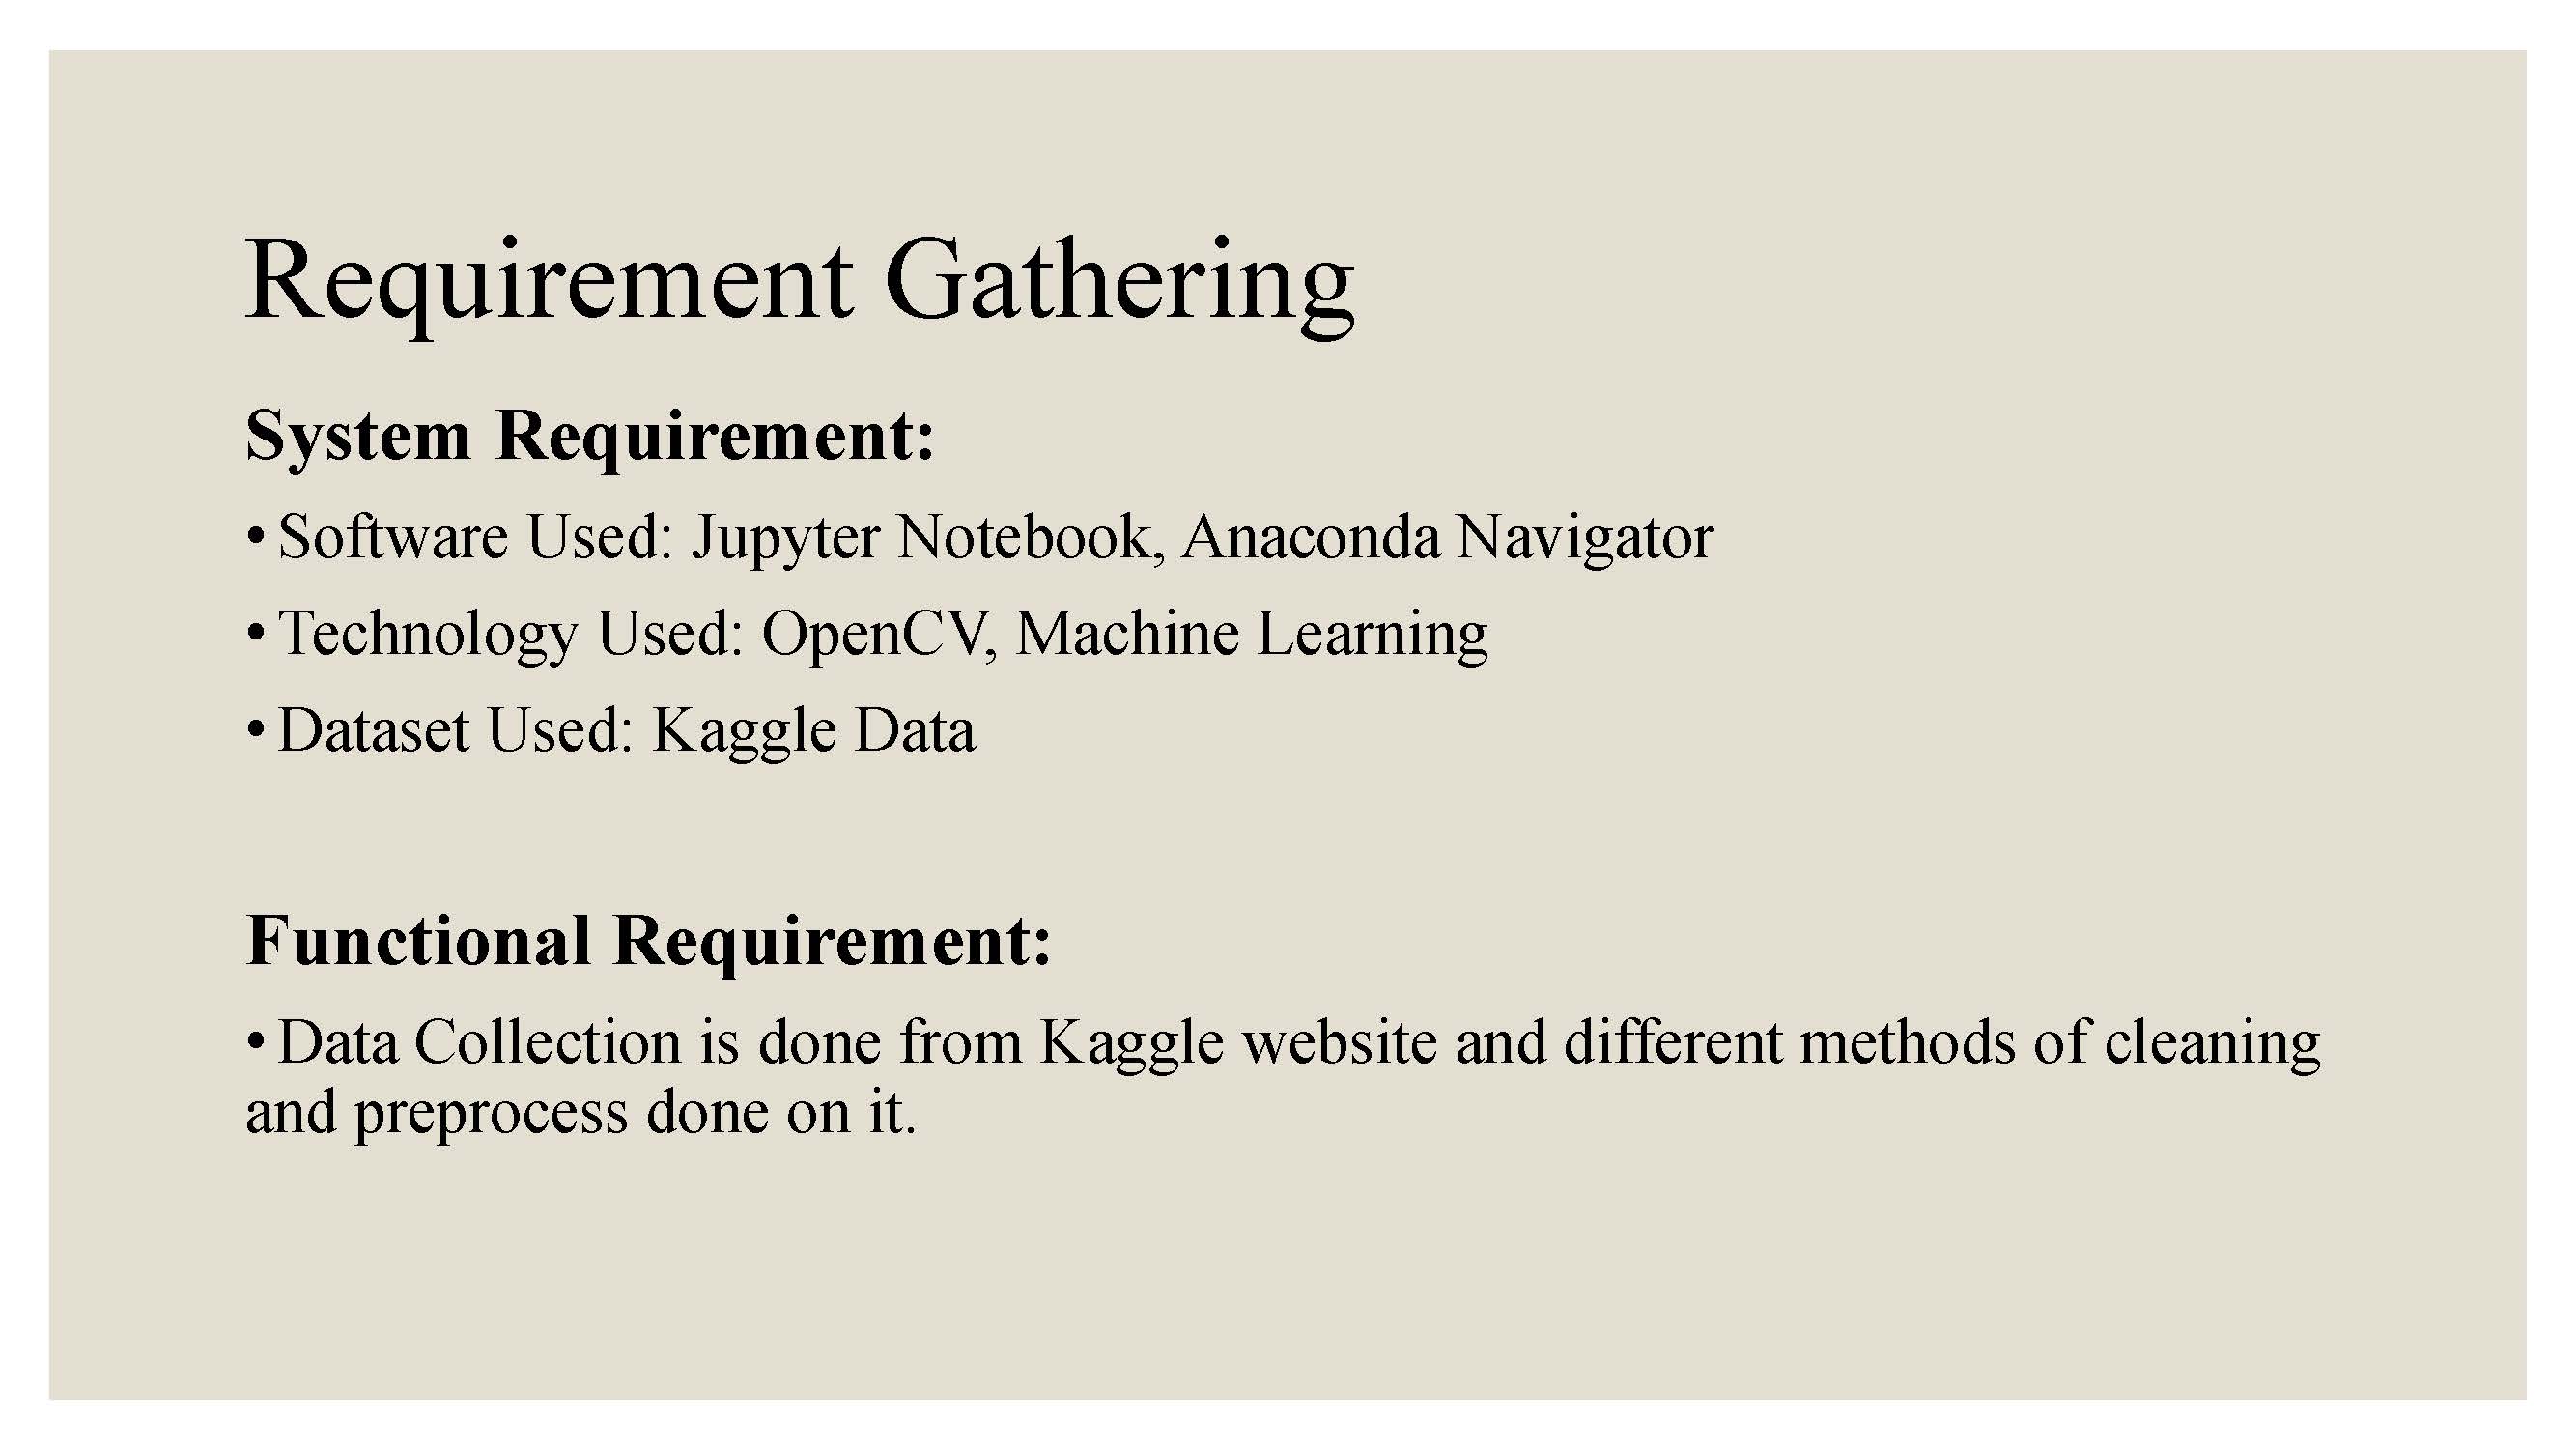 Requirement Gathering
System Requirement:
• Software Used: Jupyter Notebook, Anaconda Navigator
• Technology Used: OpenCV, Machine Learning
• Dataset Used: Kaggle Data
Functional Requirement:
• Data Collection is done from Kaggle website and different methods of cleaning
and preprocess done on it.